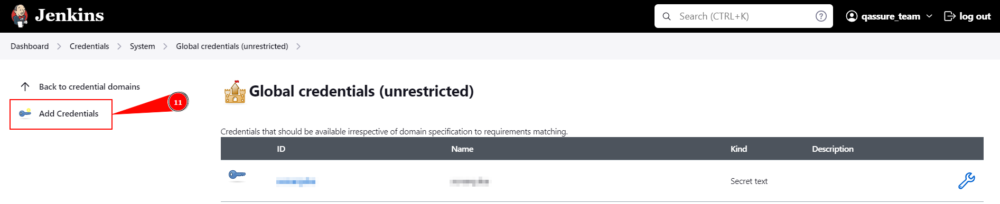 Jenkins
Search (CTRL+K)
qassure_team
log out
Dashboard
Credentials
System
Global credentials (unrestricted)
Back to credential domains
Add Credentials
11
Global credentials (unrestricted)
Credentials that should be available irrespective of domain specification to requirements matching.
ID Name Kind Description
Secret text